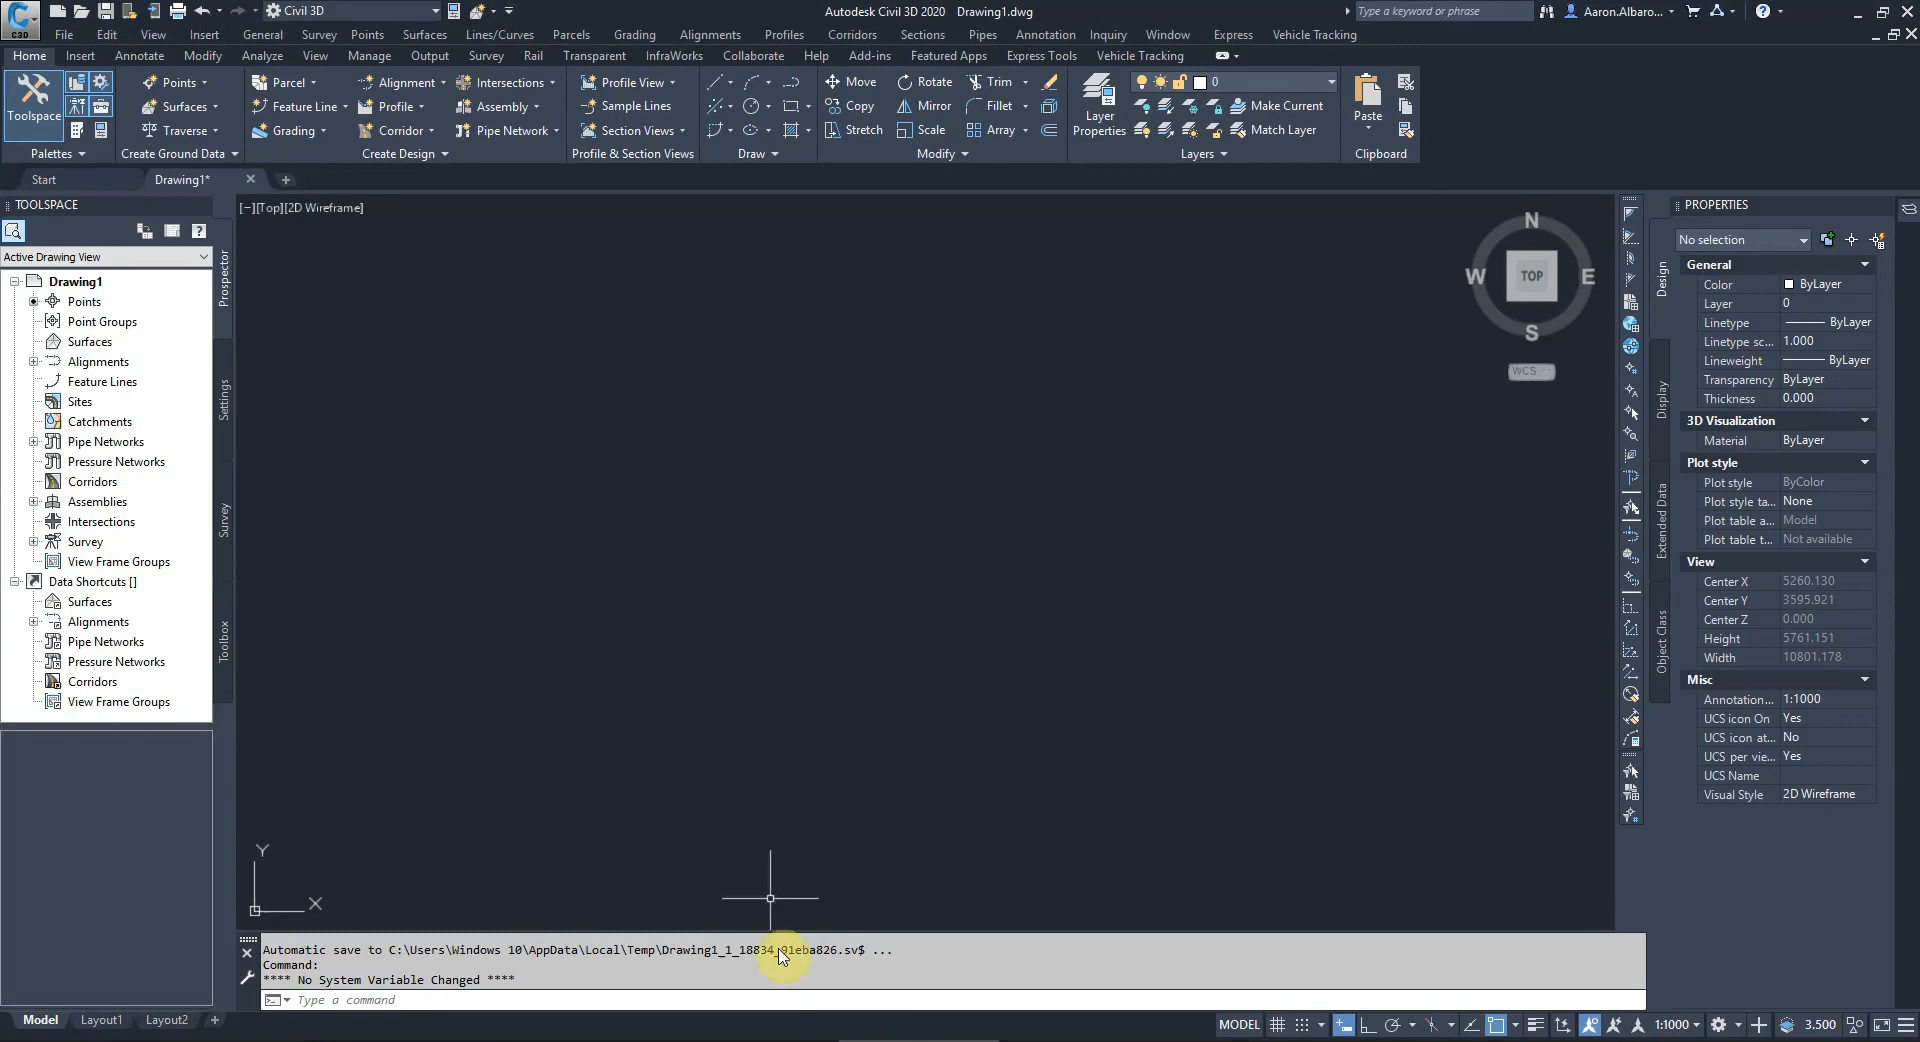 C3D
Civil 3D
Autodesk Civil 3D 2020 Drawing1.dwg
Type a keyword or phrase
Aaron.Albaro...
File Edit View Insert General Survey Points Surfaces Lines/Curves Parcels Grading Alignments Profiles Corridors Sections Pipes Annotation Inquiry Window Express Vehicle Tracking
Home Insert Annotate Modify Analyze View Manage Output Survey Rail Transparent InfraWorks Collaborate Help Add-ins Featured Apps Express Tools Vehicle Tracking
Toolspace
Palettes
Points
Surfaces
Traverse
Create Ground Data
Parcel
Feature Line
Grading
Alignment
Profile
Corridor
Intersections
Assembly
Pipe Network
Create Design
Profile View
Sample Lines
Section Views
Profile & Section Views
Draw
Move
Copy
Stretch
Rotate
Mirror
Scale
Trim
Fillet
Array
Modify
Layer
Properties
0
Make Current
Match Layer
Layers
Paste
Clipboard
Start
Drawing1*
TOOLSPACE
Active Drawing View
Drawing1
Points
Point Groups
Surfaces
Alignments
Feature Lines
Sites
Catchments
Pipe Networks
Pressure Networks
Corridors
Assemblies
Intersections
Survey
View Frame Groups
Data Shortcuts []
Surfaces
Alignments
Pipe Networks
Pressure Networks
Corridors
View Frame Groups
Prospector
Settings
Survey
Toolbox
[−][Top][2D Wireframe]
N
W
TOP
E
S
WCS
Y
X
PROPERTIES
No selection
Design
Display
Extended Data
Object Class
General
Color ByLayer
Layer 0
Linetype ByLayer
Linetype sc... 1.000
Lineweight ByLayer
Transparency ByLayer
Thickness 0.000
3D Visualization
Material ByLayer
Plot style
Plot style ByColor
Plot style ta... None
Plot table a... Model
Plot table t... Not available
View
Center X 5260.130
Center Y 3595.921
Center Z 0.000
Height 5761.151
Width 10801.178
Misc
Annotation... 1:1000
UCS icon On Yes
UCS icon at... No
UCS per vie... Yes
UCS Name
Visual Style 2D Wireframe
Automatic save to C:\Users\Windows 10\AppData\Local\Temp\Drawing1_1_18834_91eba826.sv$ ...
Command:
**** No System Variable Changed ****
Type a command
Model Layout1 Layout2
MODEL 1:1000 3.500